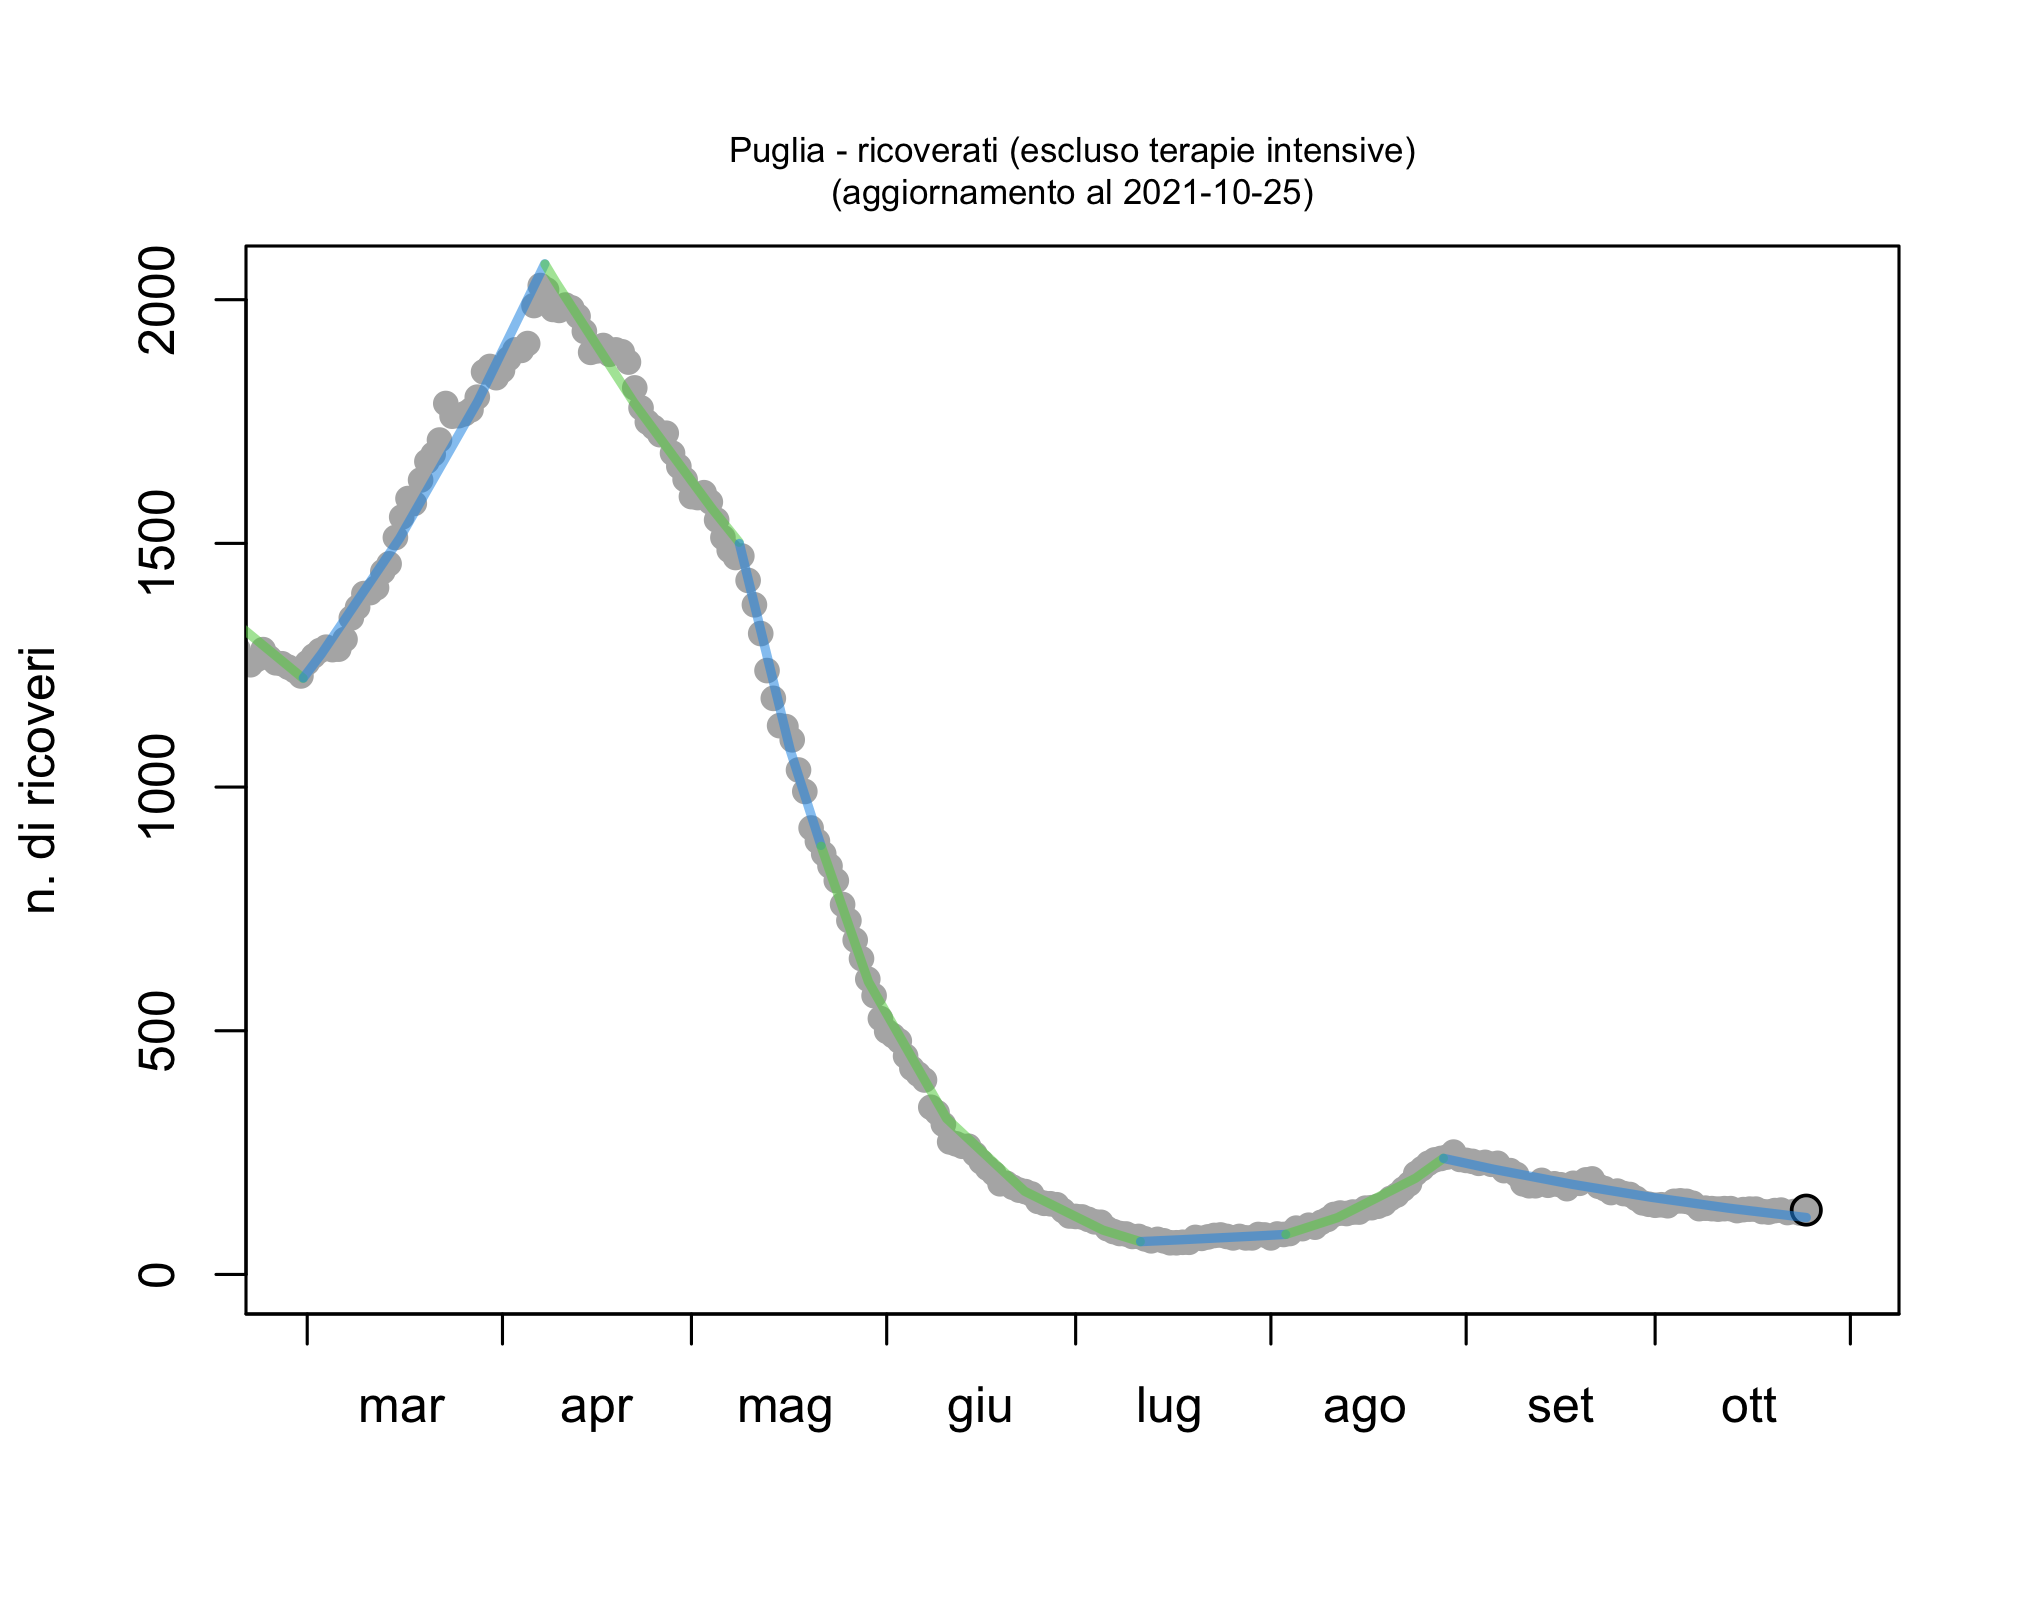 Puglia - ricoverati (escluso terapie intensive)
(aggiornamento al 2021-10-25)
n. di ricoveri
2000
1500
1000
500
0
mar apr mag giu lug ago set ott